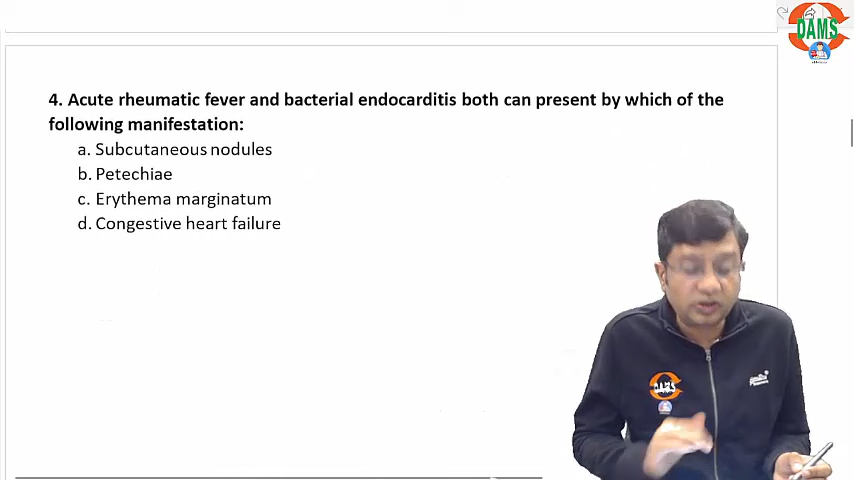 DAMS
4. Acute rheumatic fever and bacterial endocarditis both can present by which of the
following manifestation:
a. Subcutaneous nodules
b. Petechiae
c. Erythema marginatum
d. Congestive heart failure